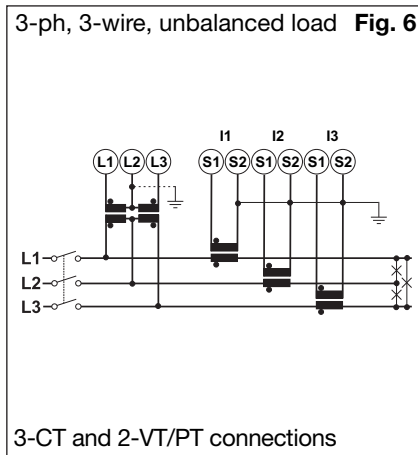 3-ph, 3-wire, unbalanced load Fig. 6
I1 I2 I3
L1 L2 L3 S1 S2 S1 S2 S1 S2
L1
L2
L3
3-CT and 2-VT/PT connections